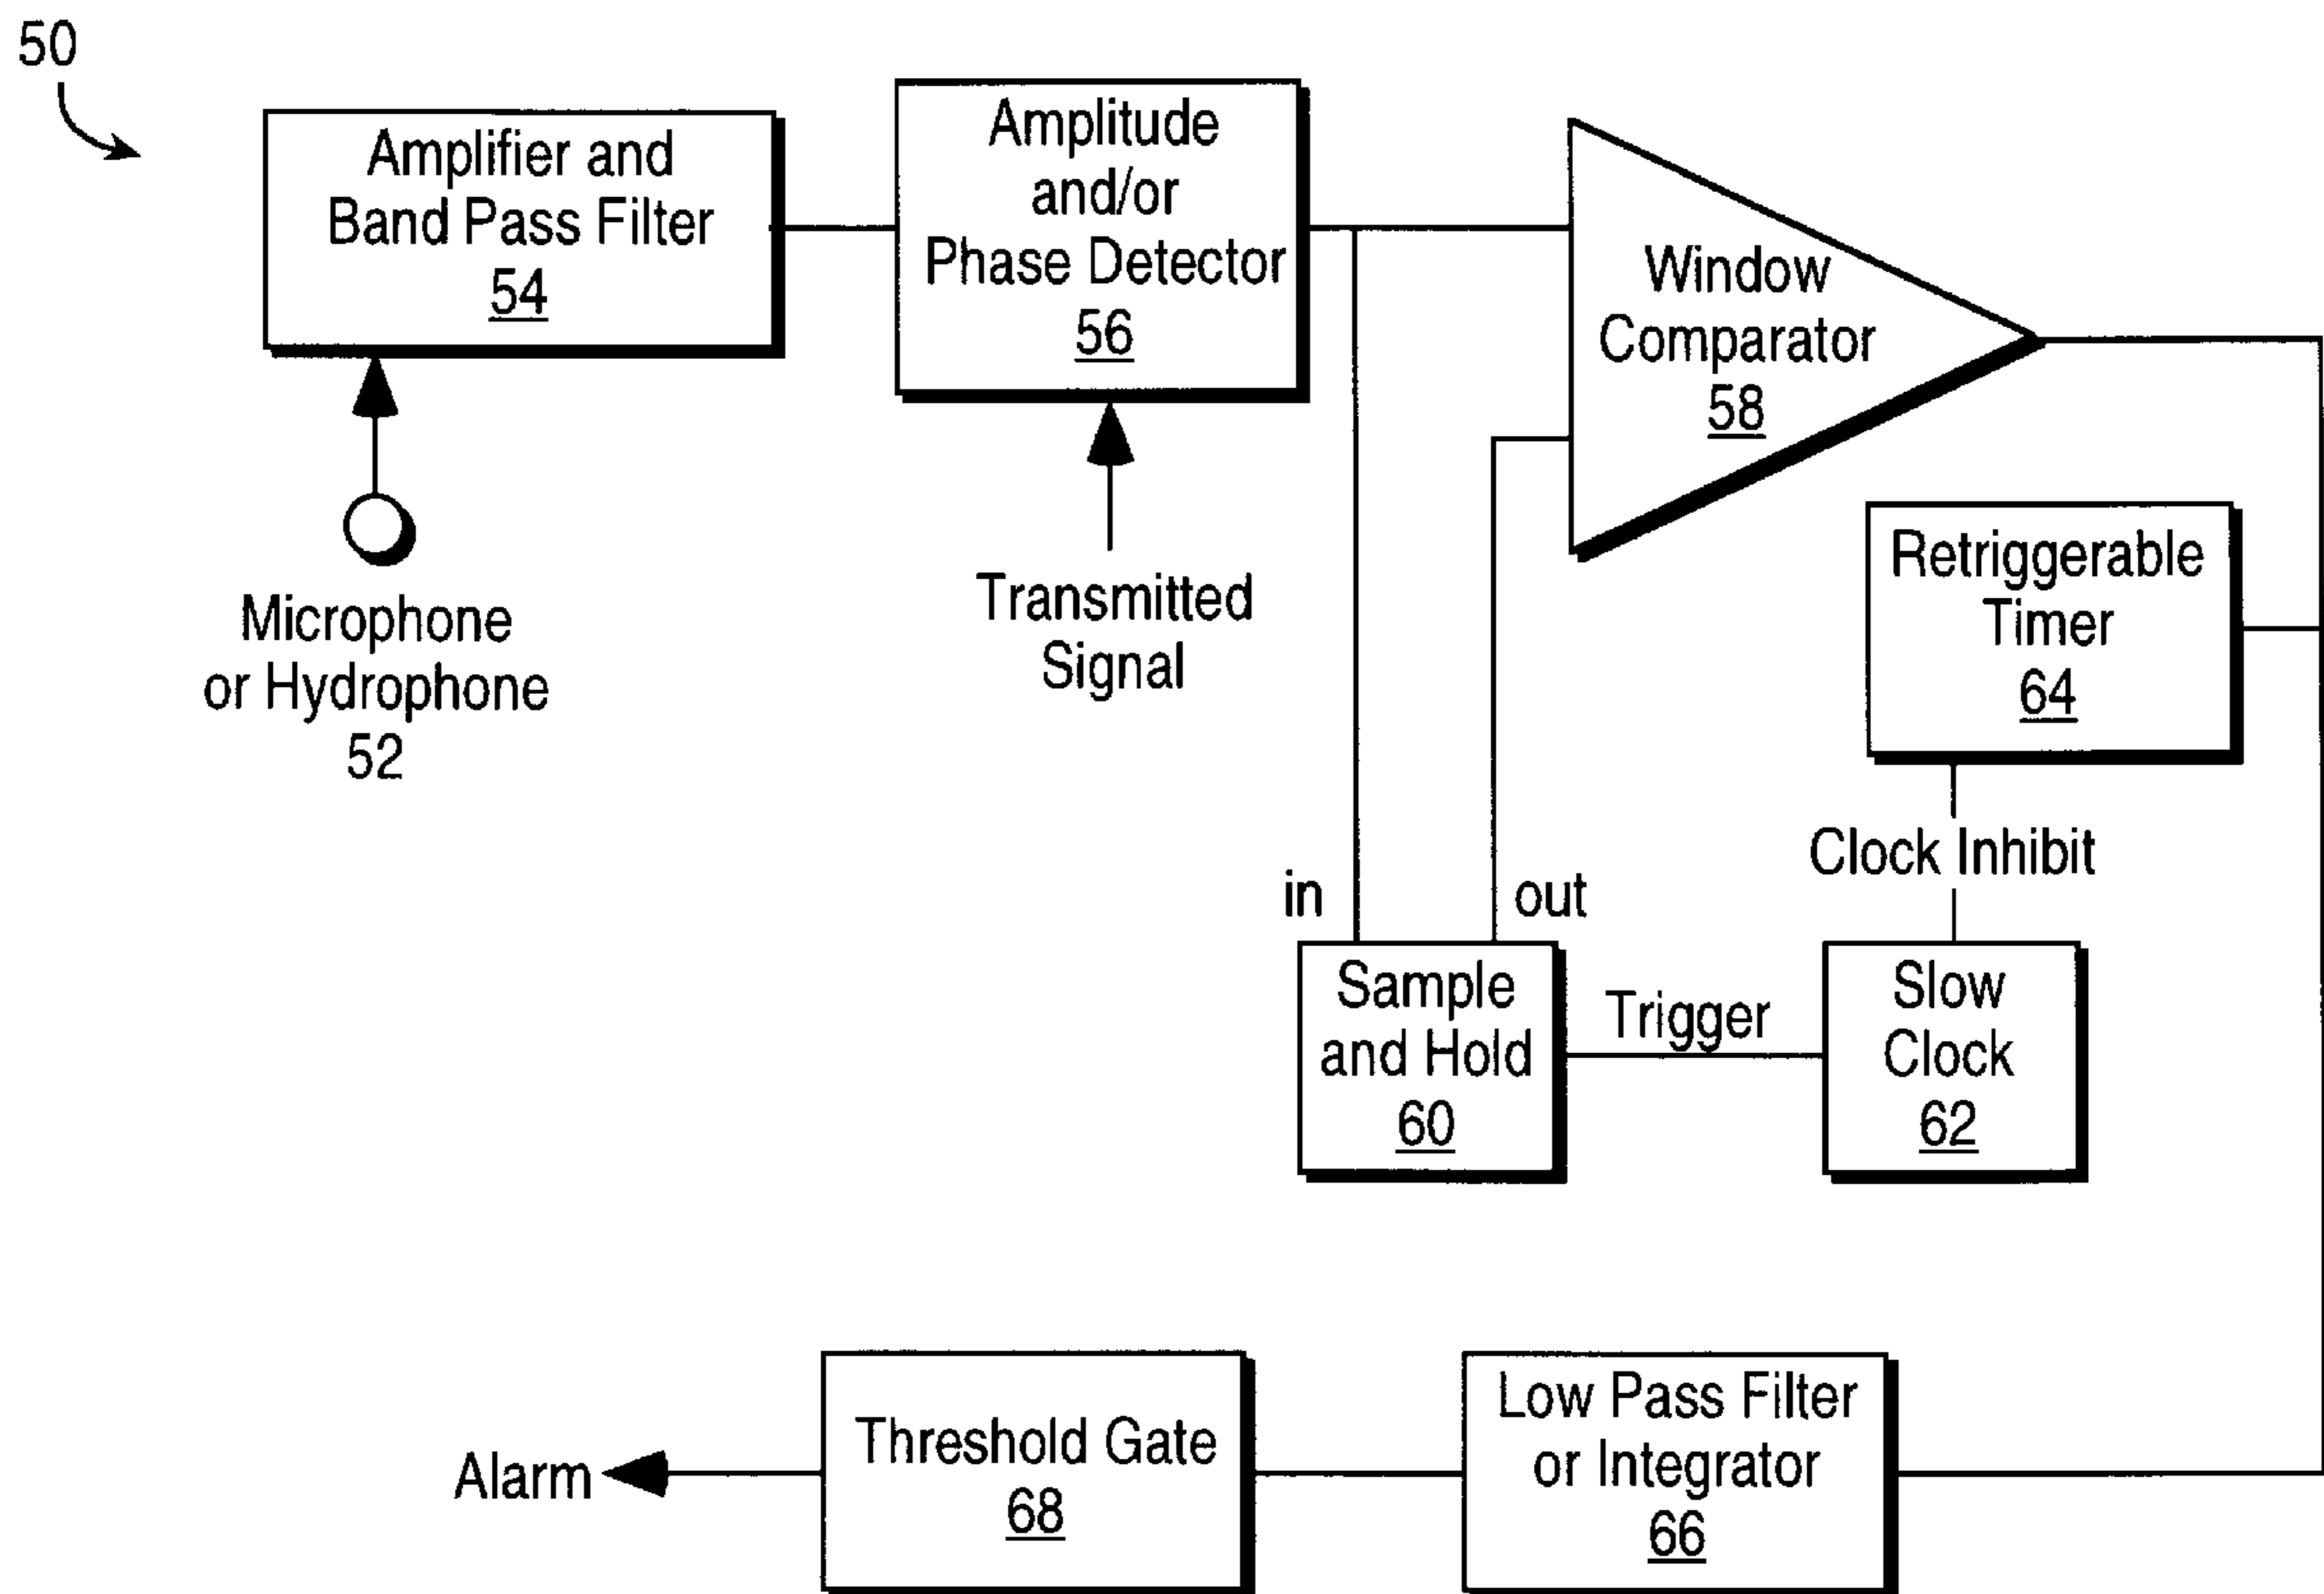 50
Amplifier and
Band Pass Filter
54
Amplitude
and/or
Phase Detector
56
Window
Comparator
58
Microphone
or Hydrophone
52
Transmitted
Signal
Retriggerable
Timer
64
Clock Inhibit
in
out
Sample
and Hold
60
Trigger
Slow
Clock
62
Alarm
Threshold Gate
68
Low Pass Filter
or Integrator
66